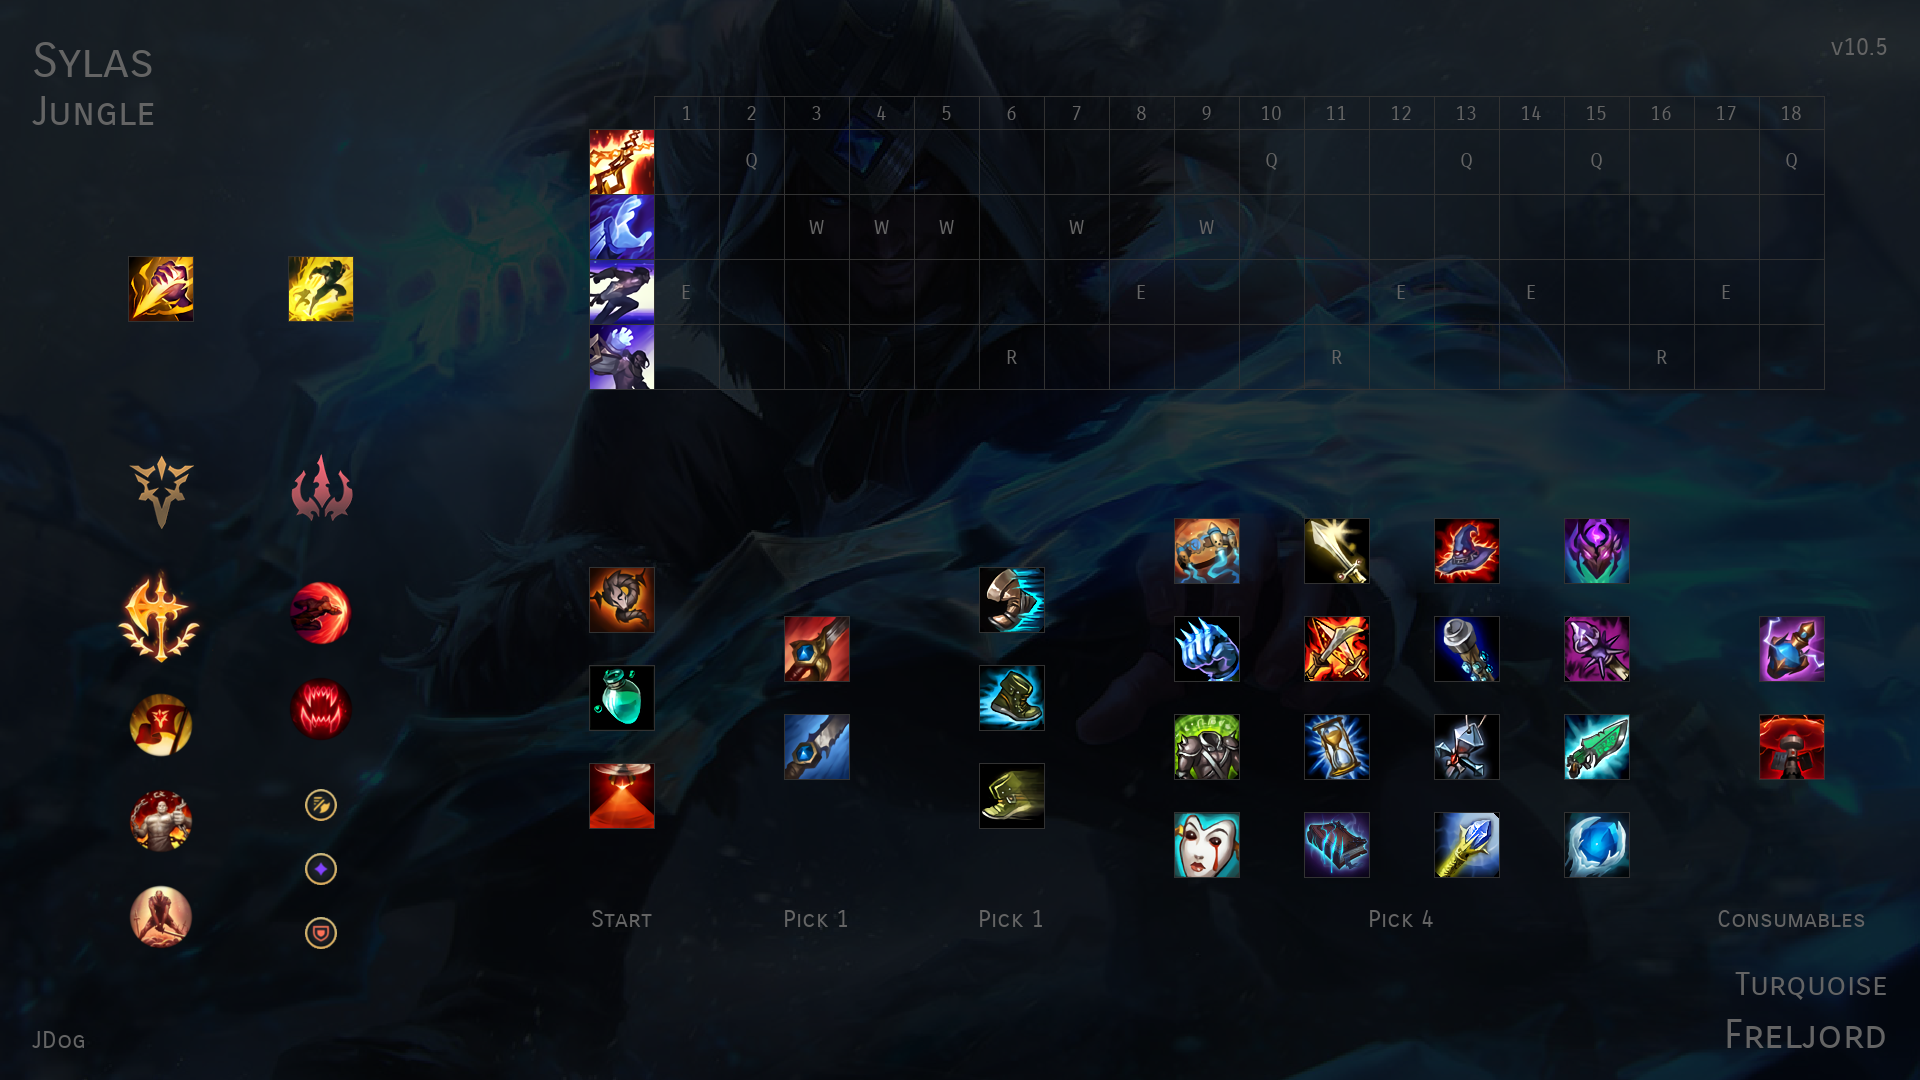 Sylas
Jungle
v10.5
1 2 3 4 5 6 7 8 9 10 11 12 13 14 15 16 17 18
Q Q Q Q Q
W W W W W
E E E E E
R R R
Start
Pick 1
Pick 1
Pick 4
Consumables
Turquoise
Freljord
JDog